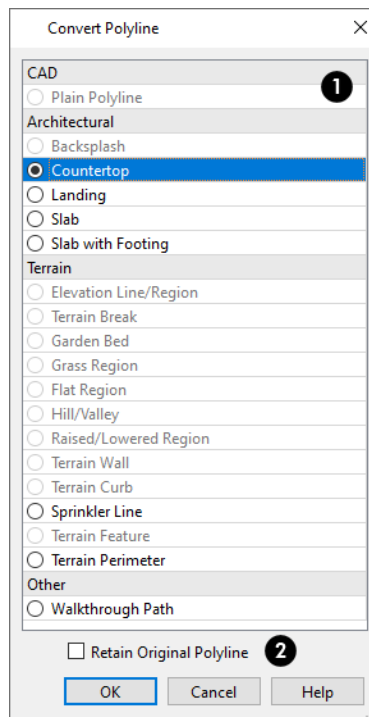 Convert Polyline
CAD
1
Plain Polyline
Architectural
Backsplash
Countertop
Landing
Slab
Slab with Footing
Terrain
Elevation Line/Region
Terrain Break
Garden Bed
Grass Region
Flat Region
Hill/Valley
Raised/Lowered Region
Terrain Wall
Terrain Curb
Sprinkler Line
Terrain Feature
Terrain Perimeter
Other
Walkthrough Path
Retain Original Polyline 2
OK Cancel Help